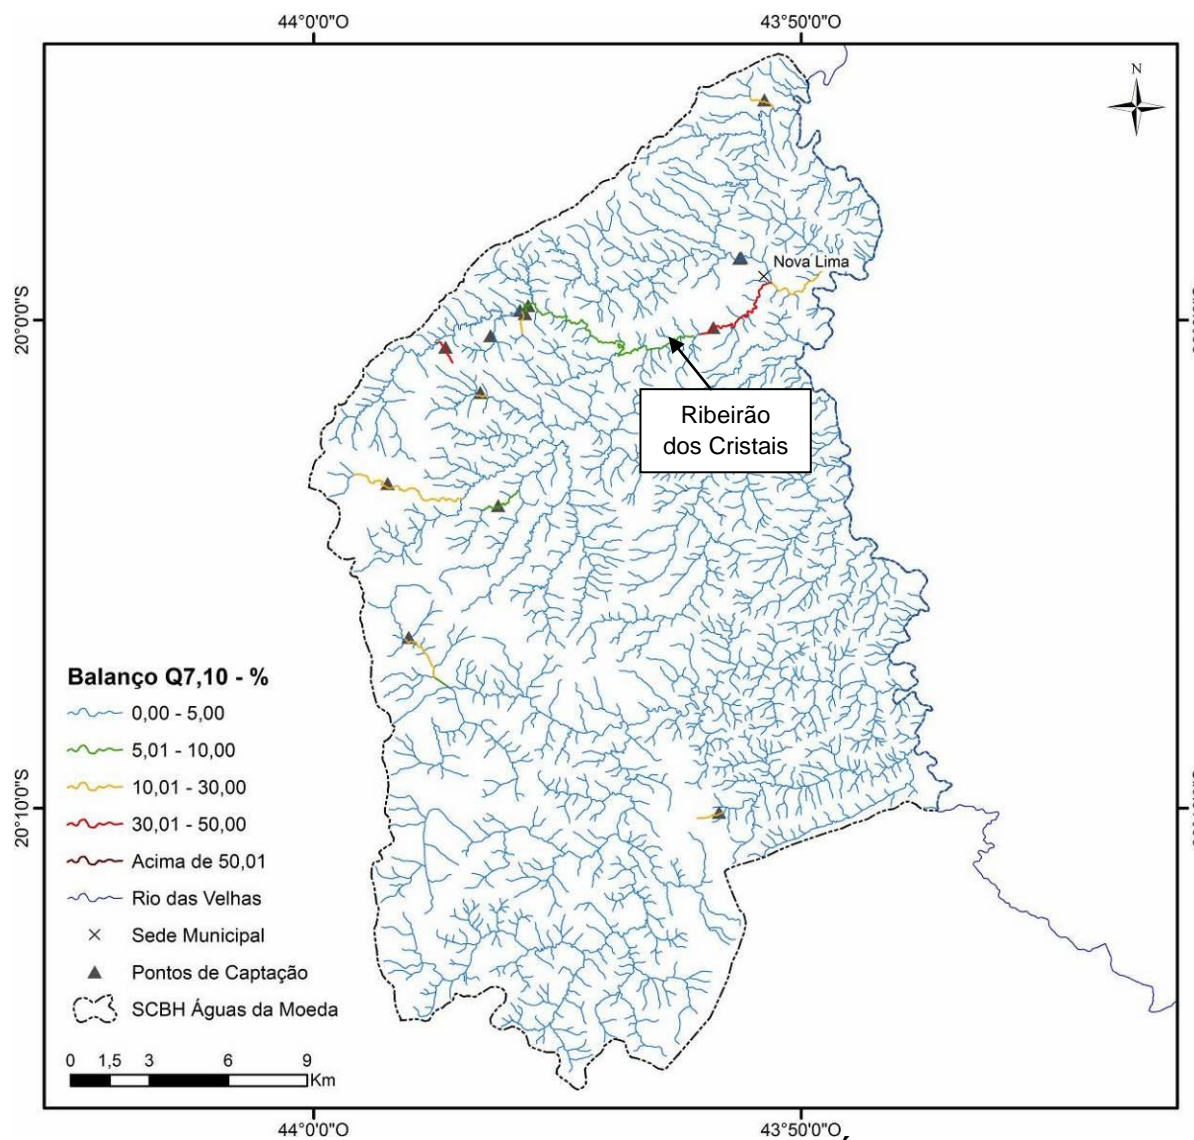 44°0'0"O 43°50'0"O
N
Nova Lima
20°0'0"S
Ribeirão
dos Cristais
Balanço Q7,10 - %
0,00 - 5,00
5,01 - 10,00
10,01 - 30,00
30,01 - 50,00
Acima de 50,01
Rio das Velhas
Sede Municipal
Pontos de Captação
SCBH Águas da Moeda
20°10'0"S
0 1,5 3 6 9
Km
44°0'0"O 43°50'0"O